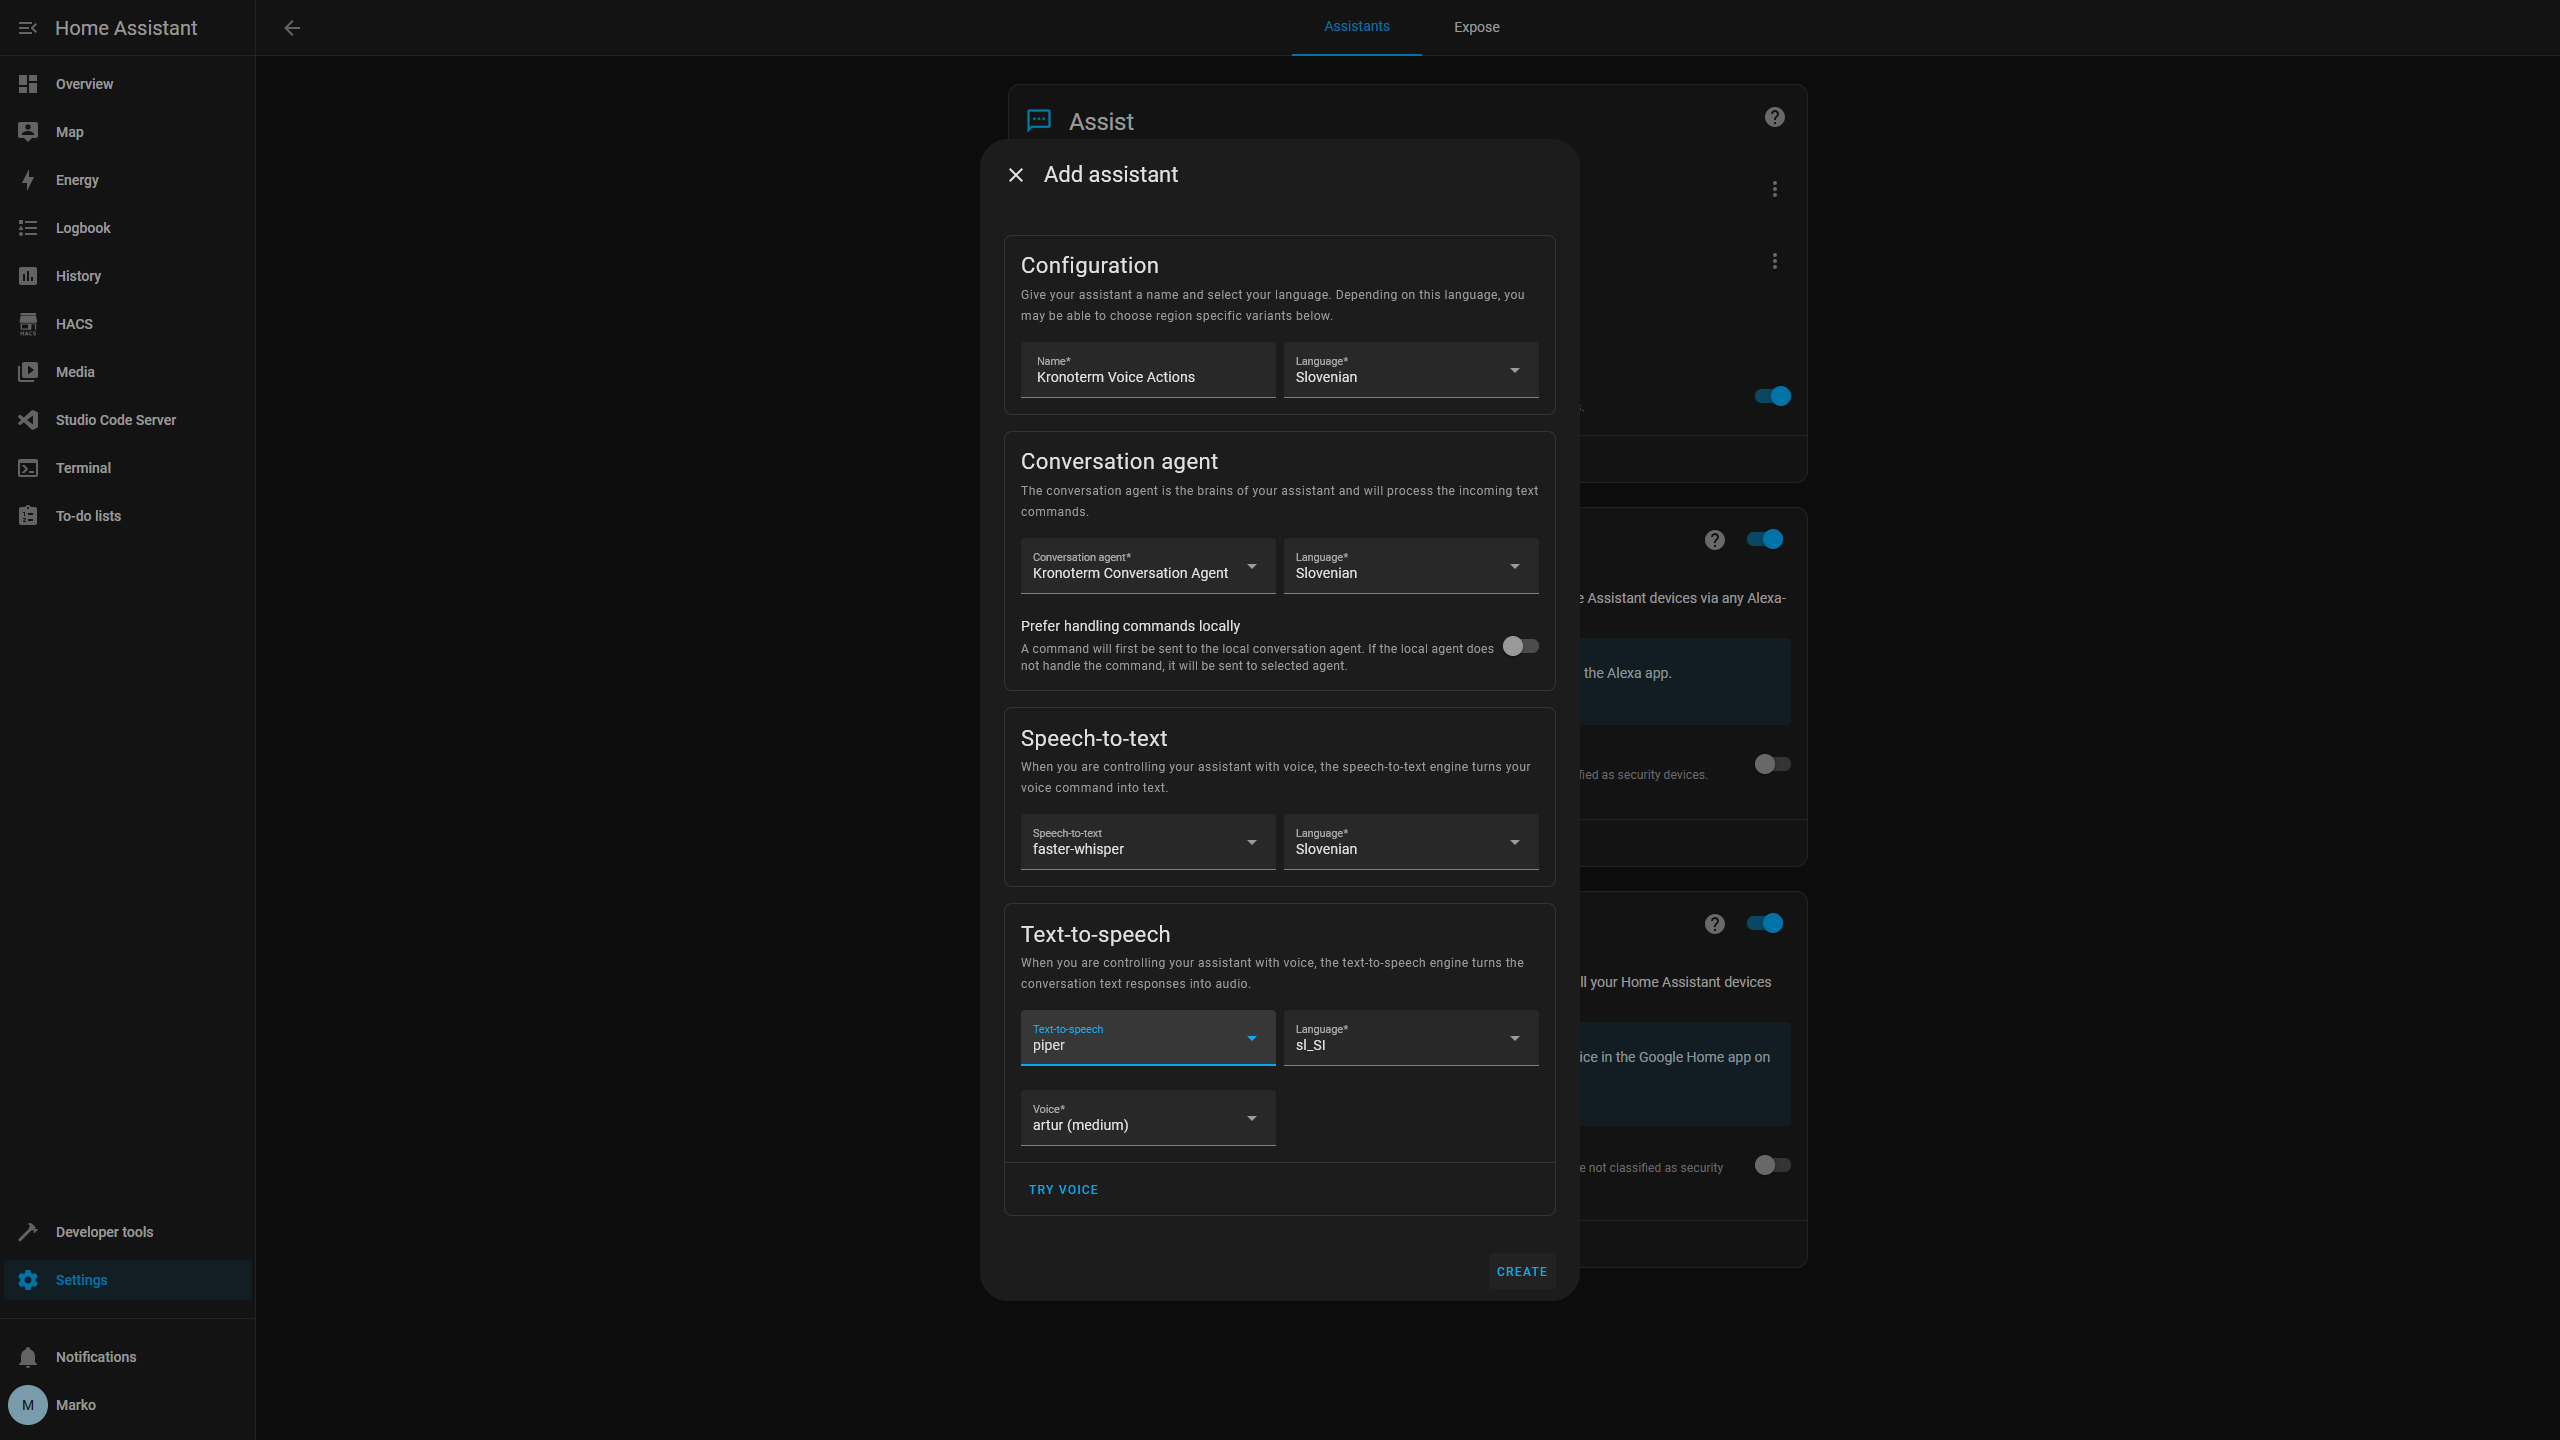 Home Assistant
Assistants
Expose
Overview
Map
Energy
Logbook
History
HACS
Media
Studio Code Server
Terminal
To-do lists
Developer tools
Settings
Notifications
M
Marko
Assist
Add assistant
Configuration
Give your assistant a name and select your language. Depending on this language, you
may be able to choose region specific variants below.
Name*
Kronoterm Voice Actions
Language*
Slovenian
Conversation agent
The conversation agent is the brains of your assistant and will process the incoming text
commands.
Conversation agent*
Kronoterm Conversation Agent
Language*
Slovenian
Prefer handling commands locally
A command will first be sent to the local conversation agent. If the local agent does
not handle the command, it will be sent to selected agent.
Speech-to-text
When you are controlling your assistant with voice, the speech-to-text engine turns your
voice command into text.
Speech-to-text
faster-whisper
Language*
Slovenian
Text-to-speech
When you are controlling your assistant with voice, the text-to-speech engine turns the
conversation text responses into audio.
Text-to-speech
piper
Language*
sl_SI
Voice*
artur (medium)
TRY VOICE
CREATE
Assistant devices via any Alexa-
the Alexa app.
as security devices.
your Home Assistant devices
in the Google Home app on
not classified as security